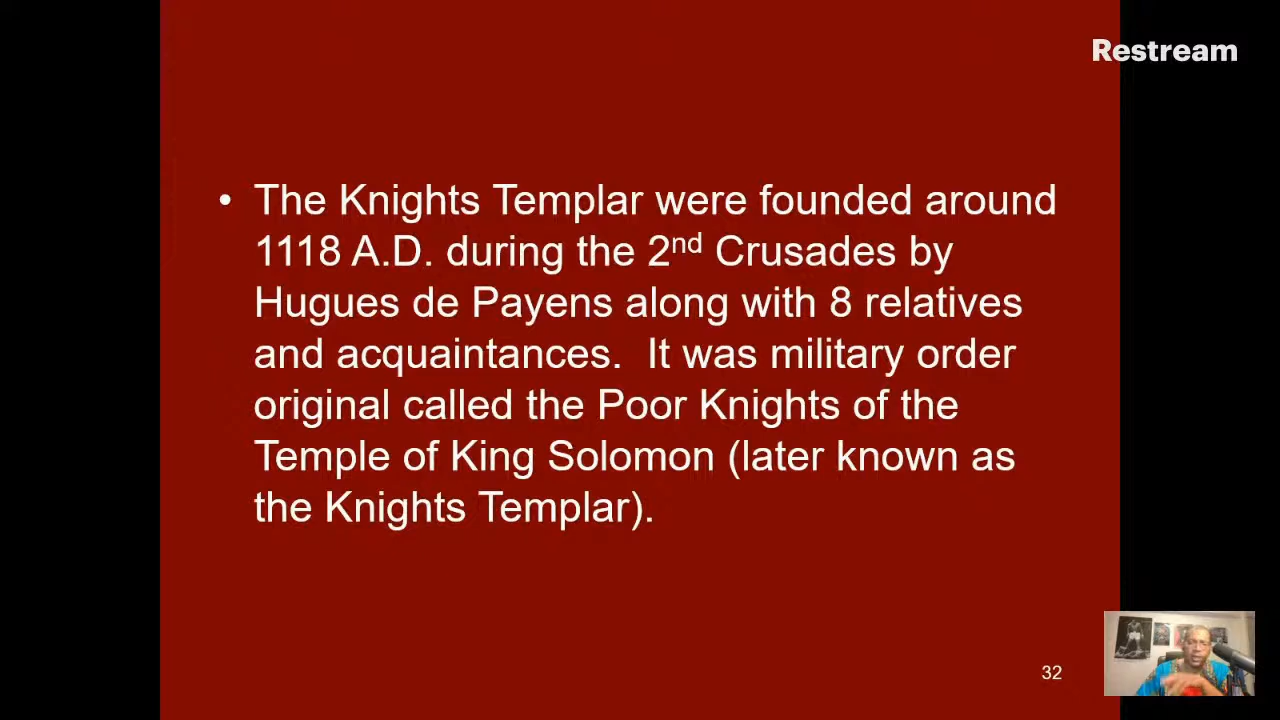 Restream
• The Knights Templar were founded around
1118 A.D. during the 2nd Crusades by
Hugues de Payens along with 8 relatives
and acquaintances.  It was military order
original called the Poor Knights of the
Temple of King Solomon (later known as
the Knights Templar).
32